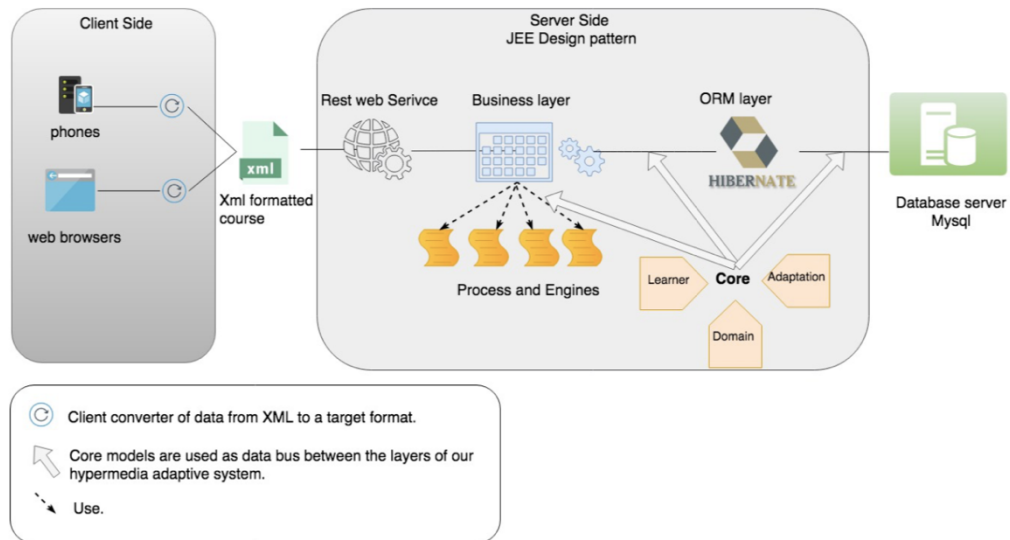 Client Side
phones
web browsers
xml
Xml formatted
course
Server Side
JEE Design pattern
Rest web Serivce
Business layer
ORM layer
HIBERNATE
Process and Engines
Learner
Core
Adaptation
Domain
Database server
Mysql
Client converter of data from XML to a target format.
Core models are used as data bus between the layers of our
hypermedia adaptive system.
Use.